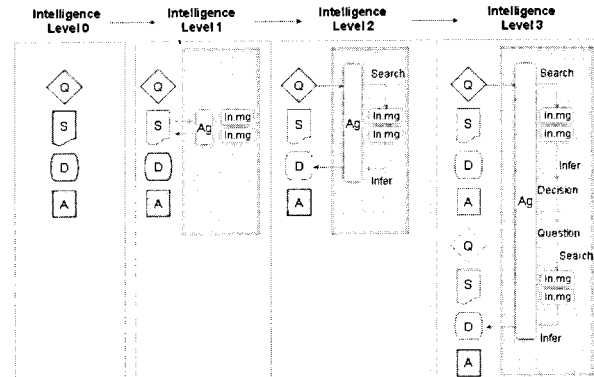 Intelligence
Level 0
Intelligence
Level 1
Intelligence
Level 2
Intelligence
Level 3
Q
S
D
A
Q
S
D
A
Ag
In.mg
In.mg
Q
S
D
A
Ag
Search
In.mg
In.mg
Infer
Q
S
D
A
Q
S
D
A
Ag
Search
In.mg
In.mg
Infer
Decision
Question
Search
In.mg
In.mg
Infer